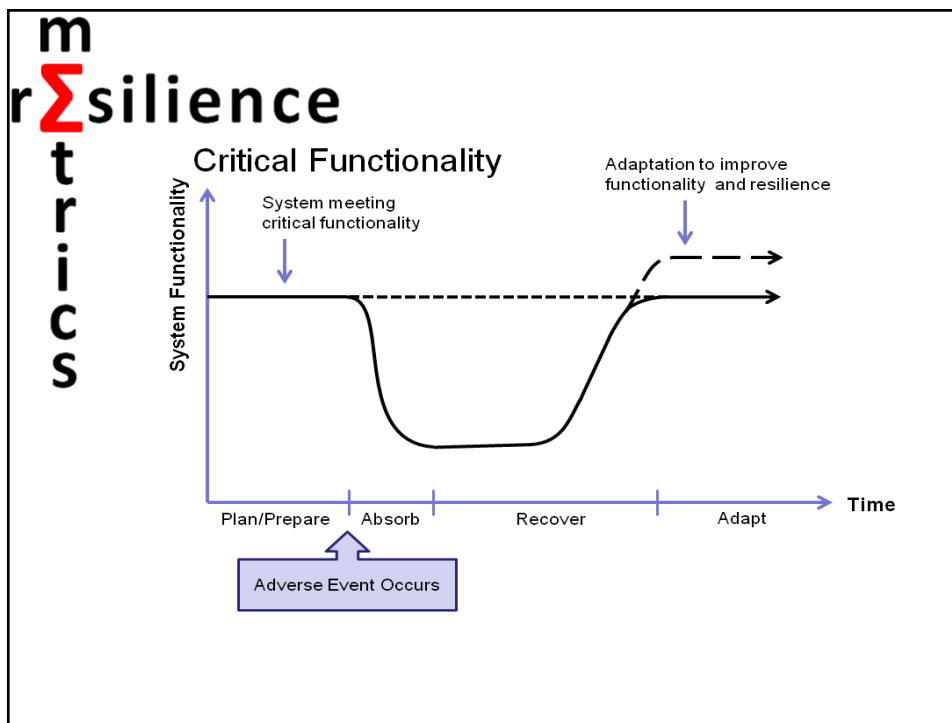 mΣtrics
rΣsilience
Critical Functionality
System meeting
critical functionality
Adaptation to improve
functionality and resilience
System Functionality
Time
Plan/Prepare
Absorb
Recover
Adapt
Adverse Event Occurs